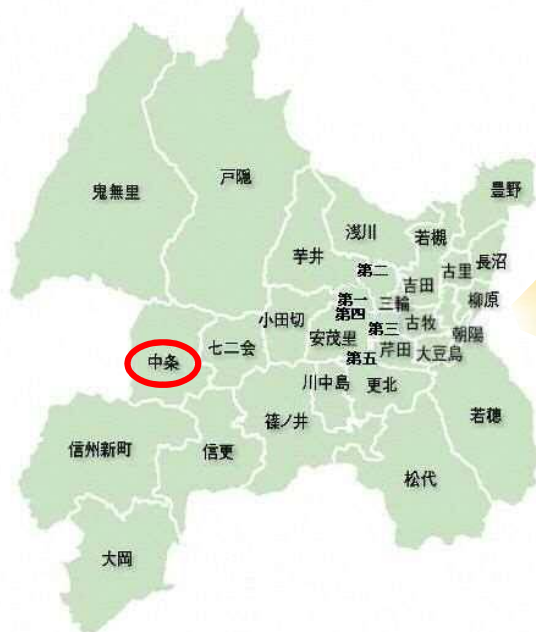 鬼無里
戸隠
豊野
浅川
若槻
芋井
長沼
古里
第二
吉田
柳原
第一
三輪
小田切
第四
古牧
第三
朝陽
安茂里
七二会
芹田
大豆島
中条
第五
川中島
更北
若穂
篠ノ井
信州新町
信更
松代
大岡